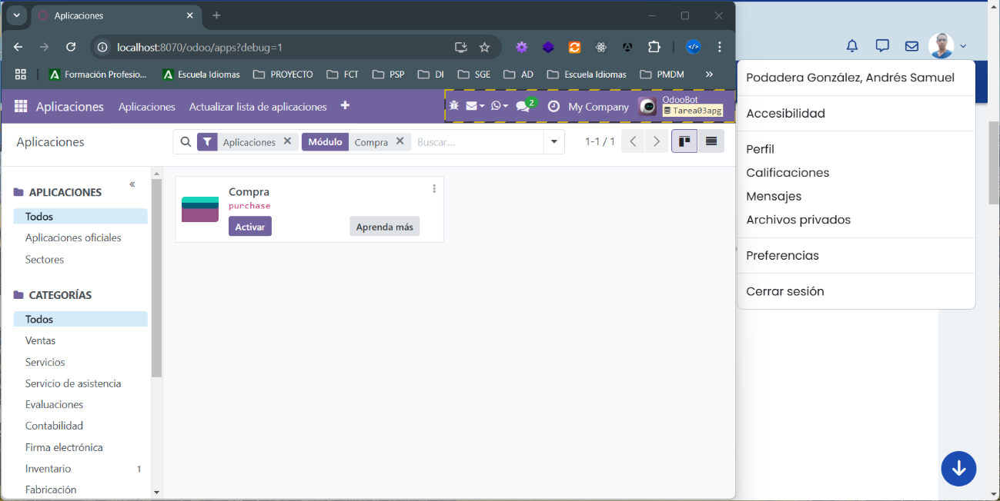 Aplicaciones
localhost:8070/odoo/apps?debug=1
Formación Profesio... Escuela Idiomas PROYECTO FCT PSP DI SGE AD Escuela Idiomas PMDM »
Aplicaciones Aplicaciones Actualizar lista de aplicaciones + 2 My Company OdooBot
Tarea03apg
Aplicaciones Aplicaciones Módulo Compra Buscar... 1-1 / 1
APLICACIONES «
Todos
Aplicaciones oficiales
Sectores
CATEGORÍAS
Todos
Ventas
Servicios
Servicio de asistencia
Evaluaciones
Contabilidad
Firma electrónica
Inventario 1
Fabricación
Compra
purchase
Activar Aprenda más
Podadera González, Andrés Samuel
Accesibilidad
Perfil
Calificaciones
Mensajes
Archivos privados
Preferencias
Cerrar sesión